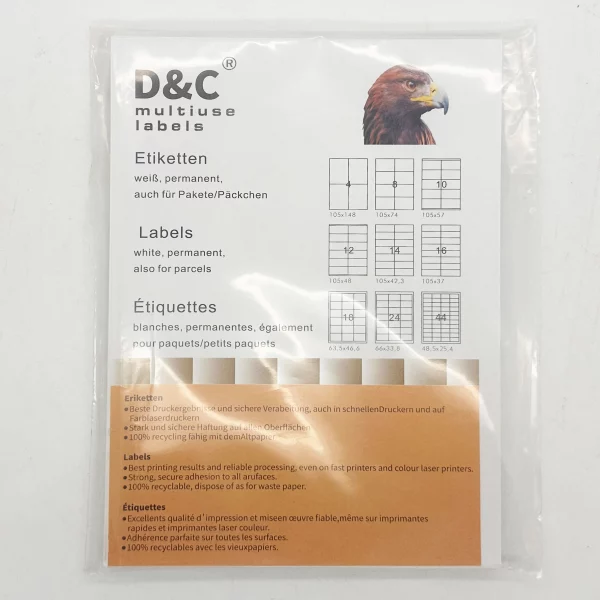 D&C®
multiuse
labels
Etiketten
weiß, permanent,
auch für Pakete/Päckchen
4
8
10
105x148
105x74
105x57
Labels
white, permanent,
also for parcels
12
14
16
105x48
105x42,3
105x37
Étiquettes
blanches, permanentes, également
pour paquets/petits paquets
18
24
44
63,5x46,6
66x33,8
48,5x25,4
Eriketten
●Beste Druckergebnisse und sichere Verabeitung, auch in schnellenDruckern und auf
Farblaserdruckern
●Stark und sichere Haftung auf allen Oberflächen
●100% recycling fähig mit demAltpapier
Labels
●Best printing results and reliable processing, even on fast printers and colour laser printers.
●Strong, secure adhesion to all arufaces.
●100% recyclable, dispose of as for waste paper.
Étiquettes
●Excellents qualité d'impression et miseen œuvre fiable,même sur imprimantes
rapides et imprimantes laser couleur.
●Adhérence parfaite sur toutes les surfaces.
●100% recyclables avec les vieuxpapiers.